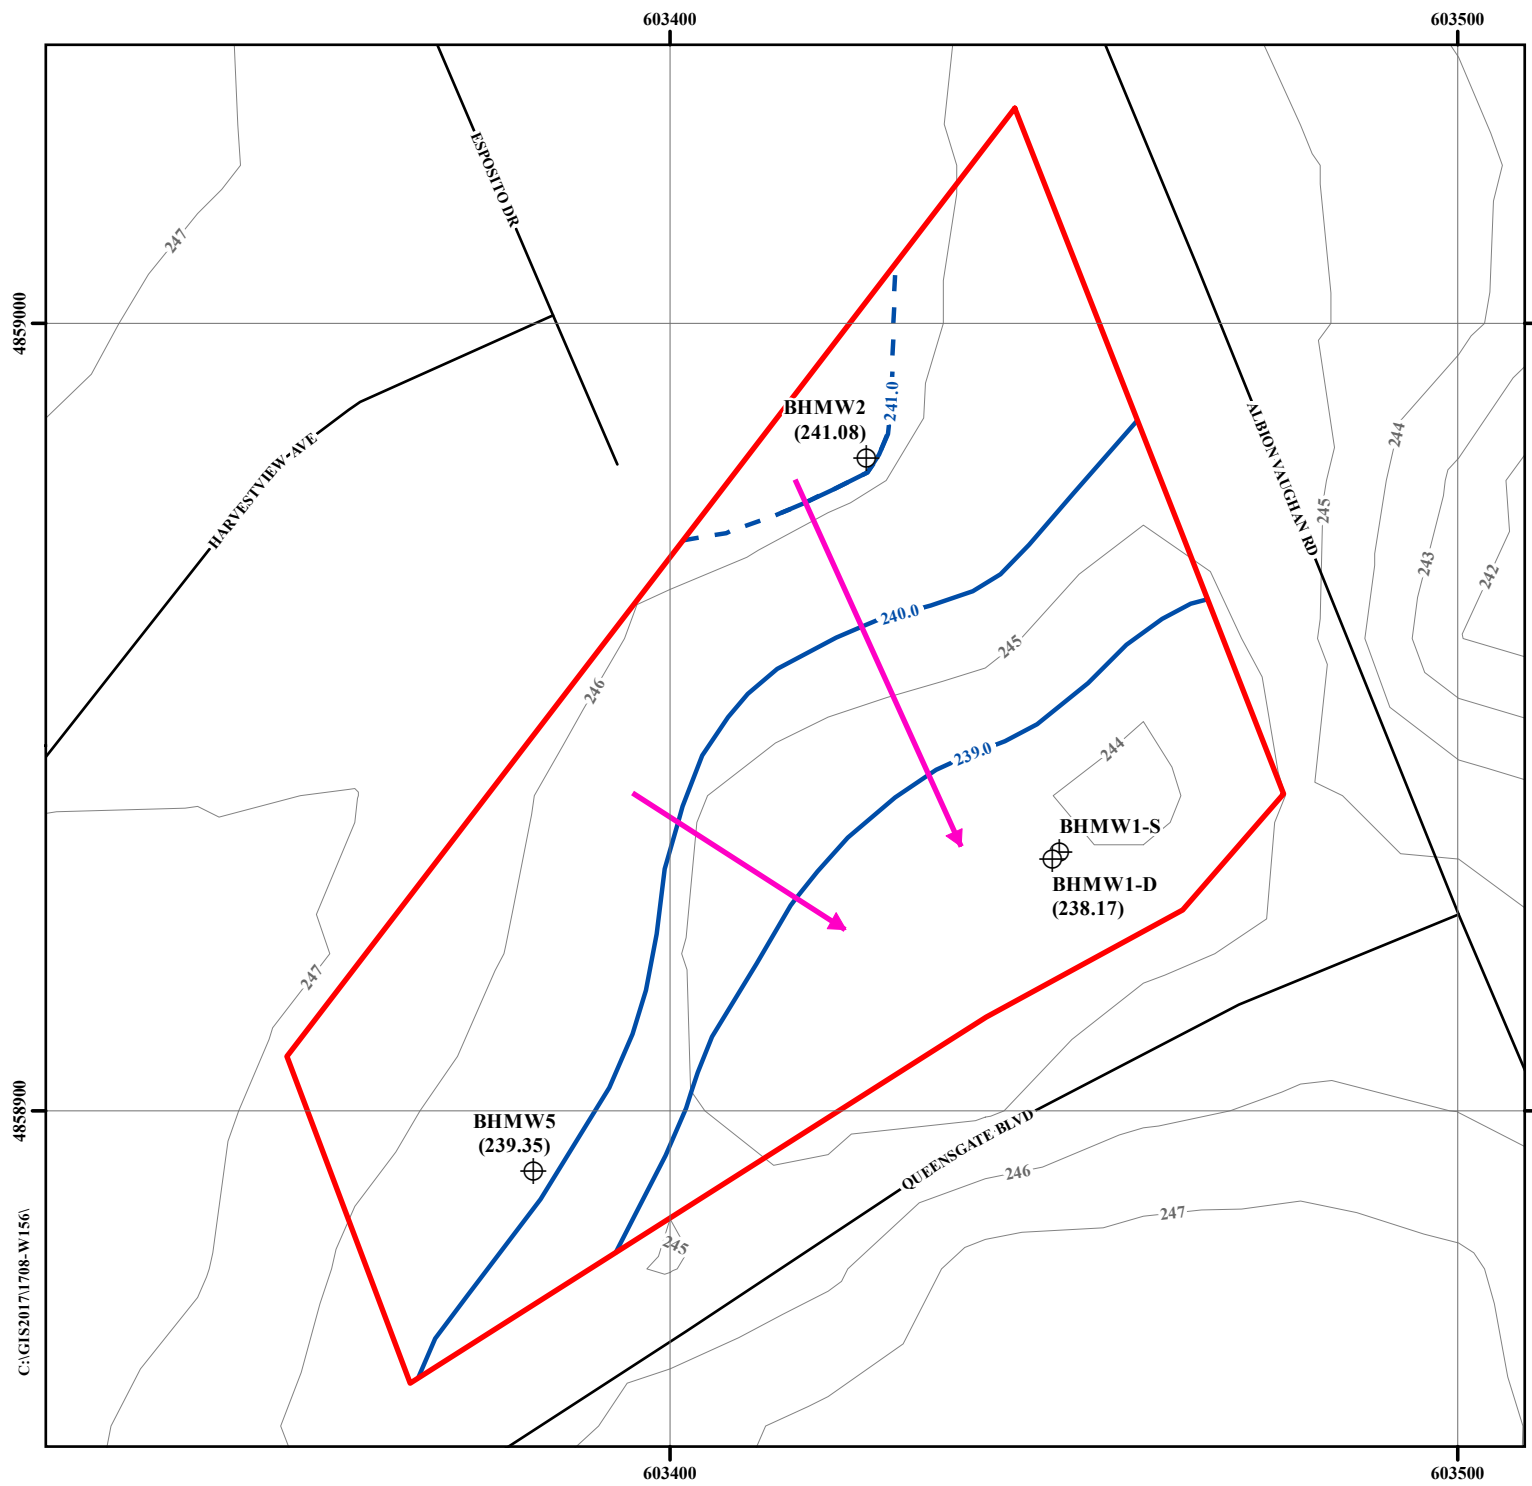 603400
603500
ESPOSITO DR
247
4859000
HARVESTVIEW-AVE
BHMW2
(241.08)
241.0
ALBION VAUGHAN RD
244
245
243
242
240.0
245
246
239.0
244
BHMW1-S
BHMW1-D
(238.17)
247
4858900
BHMW5
(239.35)
QUEENSGATE BLVD
246
247
245
C:\GIS2017\1708-W156\
603400
603500